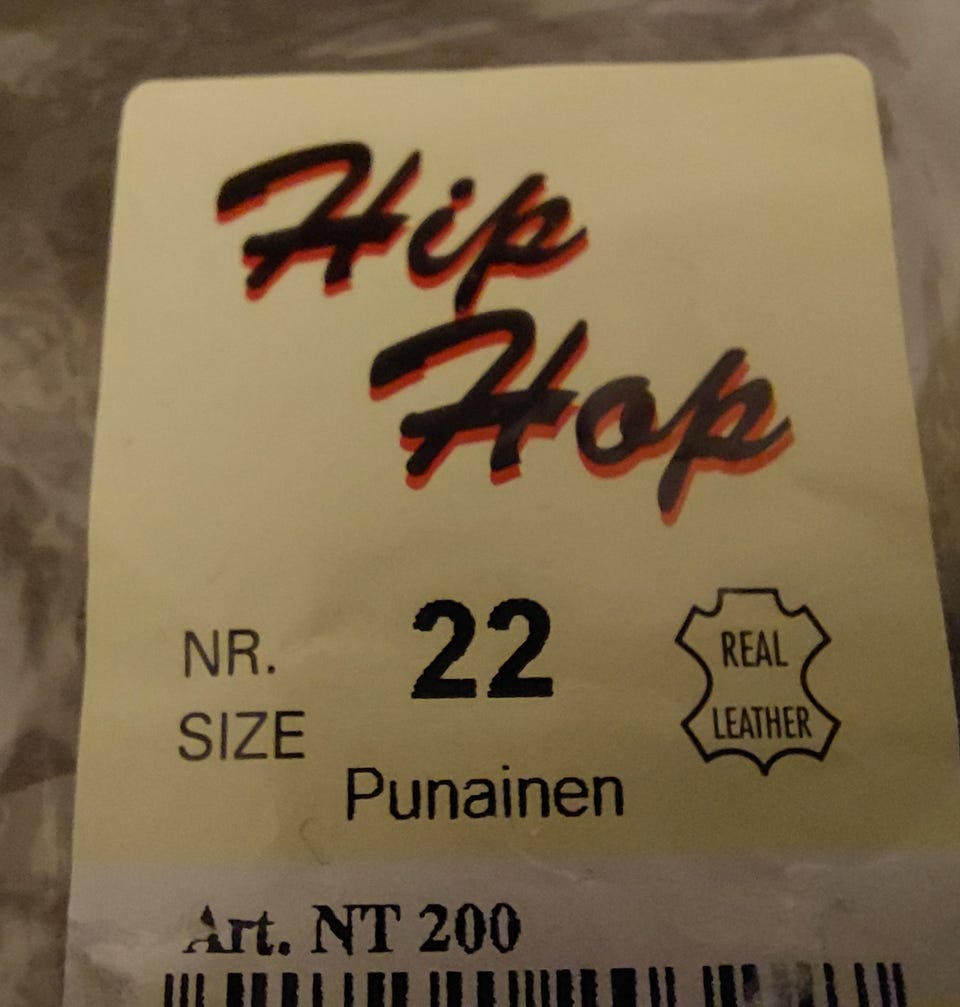 Hip
Hop
NR. 22
SIZE
REAL
LEATHER
Punainen
Art. NT 200